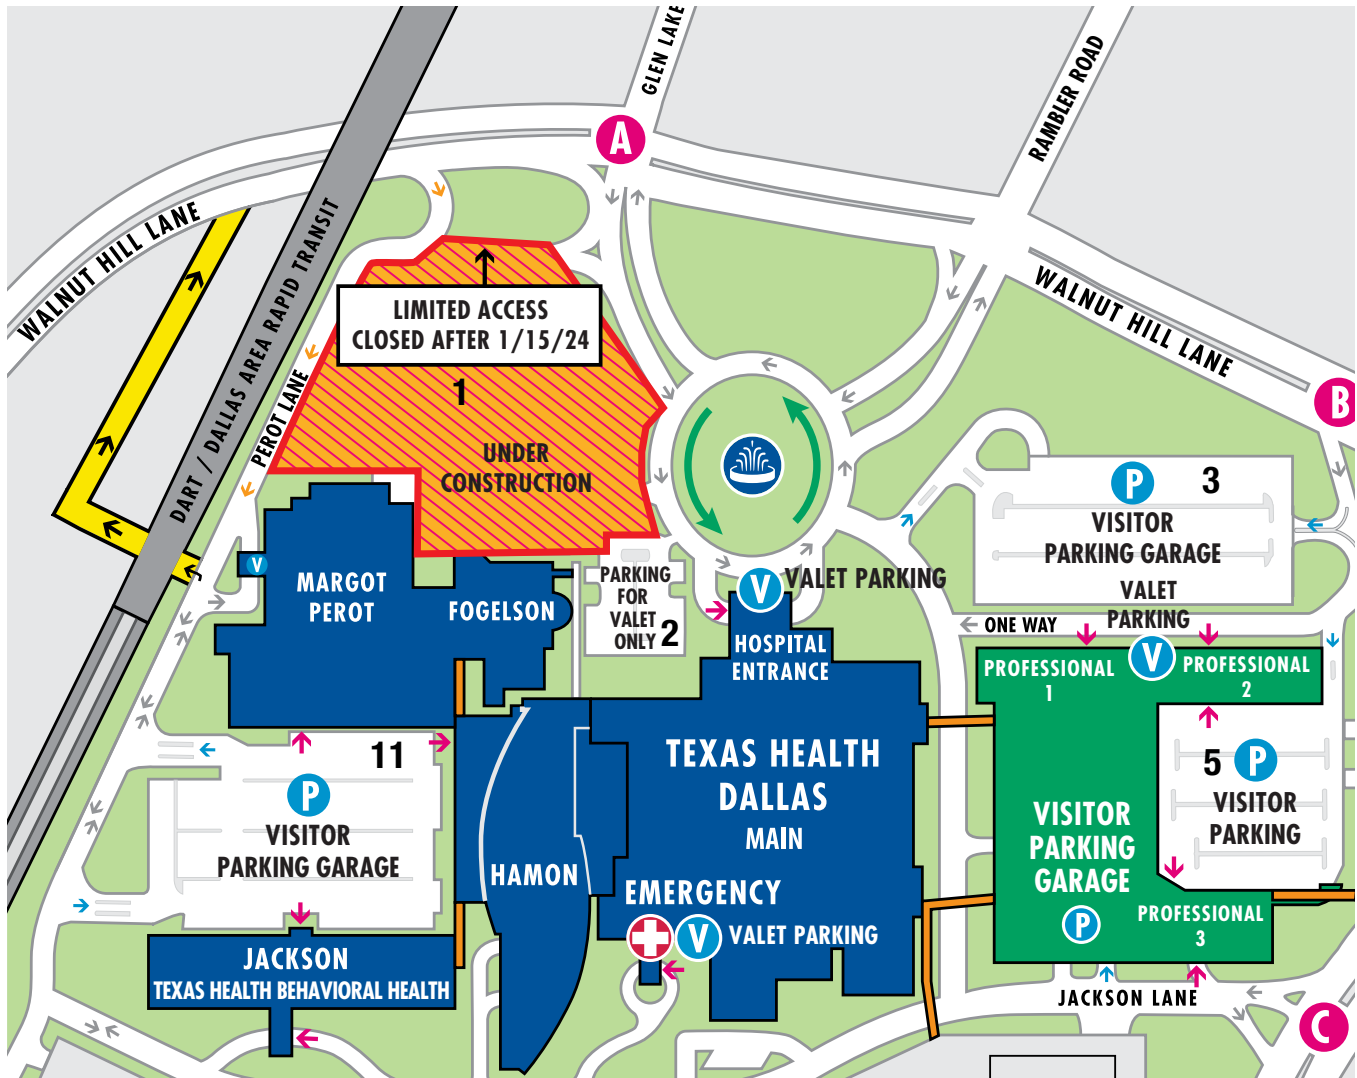 GLEN LAKE
RAMBLER ROAD
A
WALNUT HILL LANE
DART / DALLAS AREA RAPID TRANSIT
WALNUT HILL LANE
LIMITED ACCESS
CLOSED AFTER 1/15/24
1
PEROT LANE
UNDER
CONSTRUCTION
B
P
3
VISITOR
PARKING GARAGE
V
MARGOT
PEROT
FOGELSON
PARKING
FOR
VALET
ONLY
2
V
VALET PARKING
HOSPITAL
ENTRANCE
VALET
PARKING
ONE WAY
V
PROFESSIONAL
1
PROFESSIONAL
2
11
P
VISITOR
PARKING GARAGE
TEXAS HEALTH
DALLAS
MAIN
HAMON
5
P
VISITOR
PARKING
VISITOR
PARKING
GARAGE
P
PROFESSIONAL
3
EMERGENCY
V
VALET PARKING
JACKSON
TEXAS HEALTH BEHAVIORAL HEALTH
JACKSON LANE
C